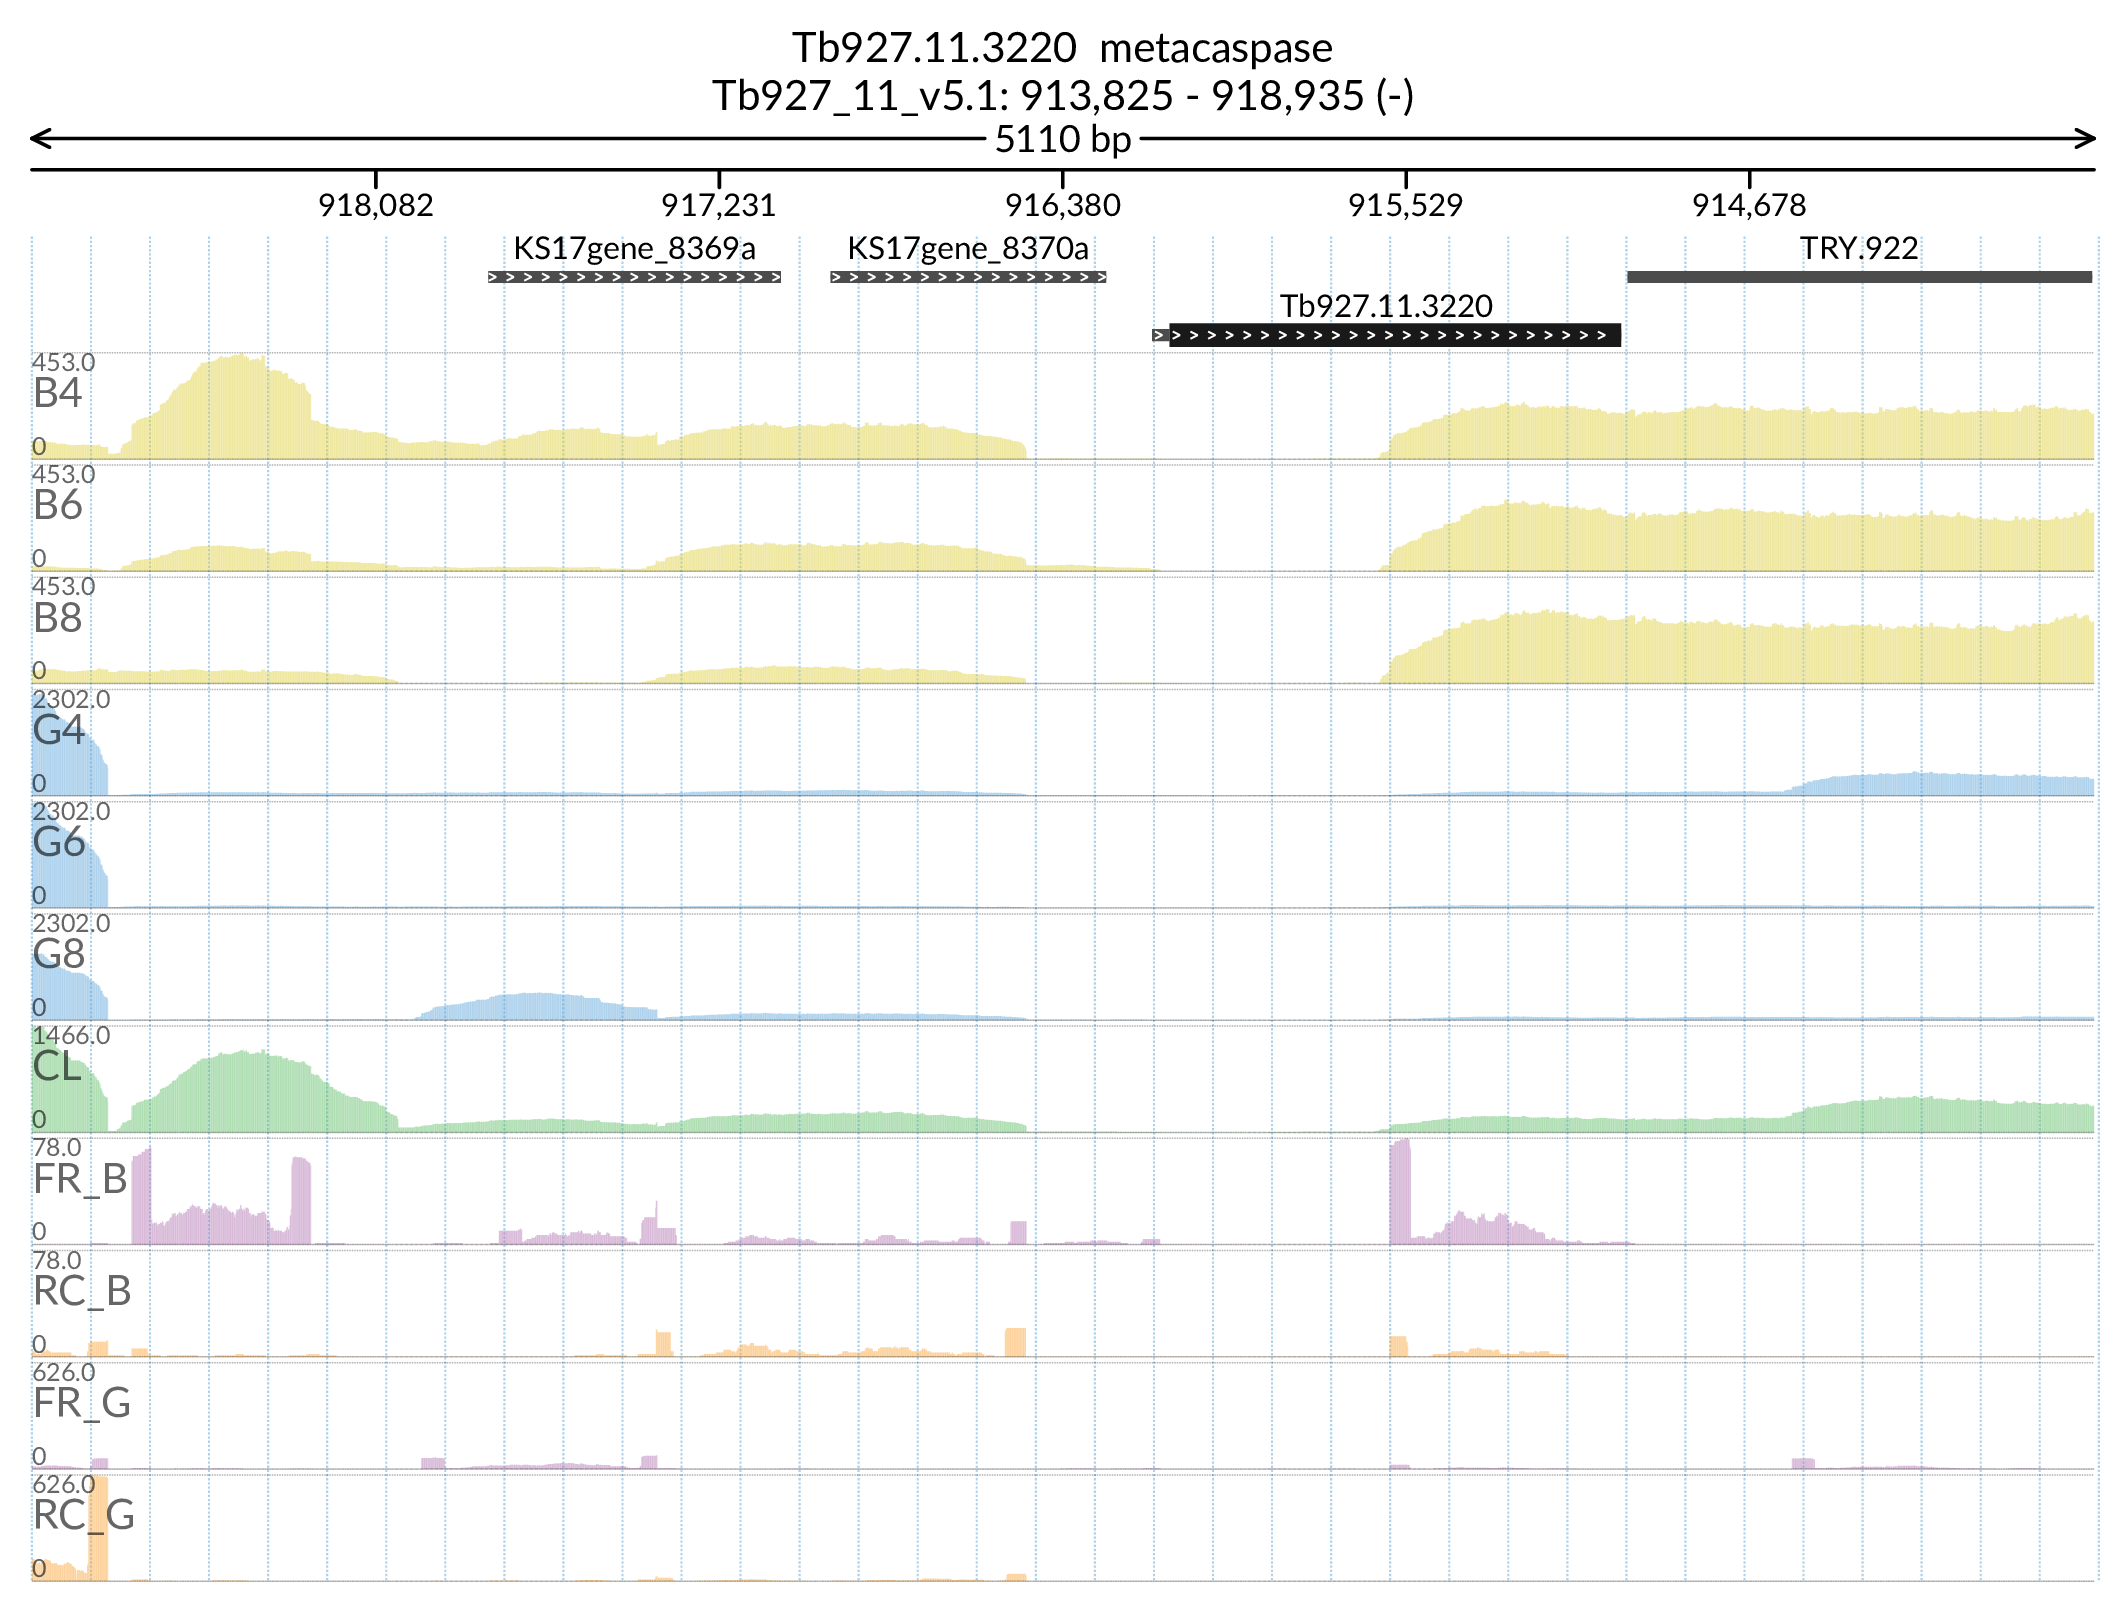 Tb927.11.3220 metacaspase
Tb927_11_v5.1: 913,825 - 918,935 (-)
5110 bp
918,082 917,231 916,380 915,529 914,678
KS17gene_8369a KS17gene_8370a TRY.922
Tb927.11.3220
453.0
B4
0
453.0
B6
0
453.0
B8
0
2302.0
G4
0
2302.0
G6
0
2302.0
G8
0
1466.0
CL
0
78.0
FR_B
0
78.0
RC_B
0
626.0
FR_G
0
626.0
RC_G
0